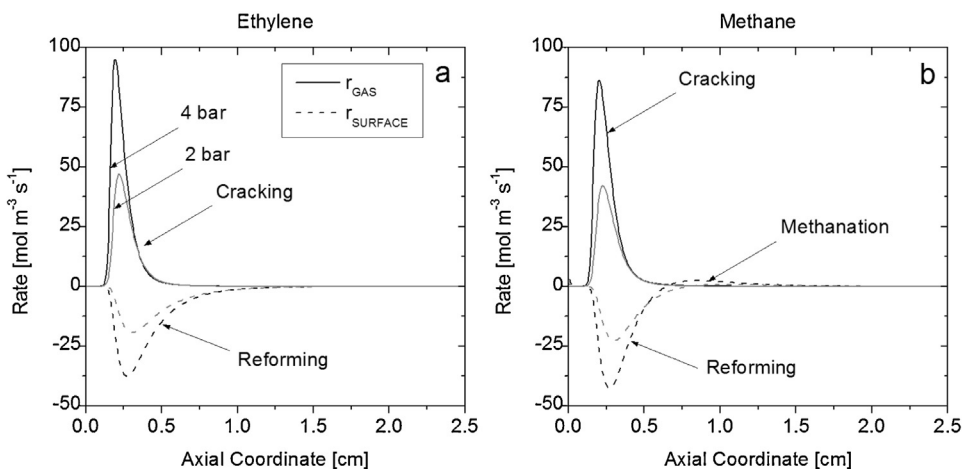 Ethylene
a
r GAS
r SURFACE
4 bar
2 bar
Cracking
Reforming
100
75
50
25
0
-25
-50
Rate [mol m-3 s-1]
0.0 0.5 1.0 1.5 2.0 2.5
Axial Coordinate [cm]
Methane
b
Cracking
Methanation
Reforming
100
75
50
25
0
-25
-50
Rate [mol m-3 s-1]
0.0 0.5 1.0 1.5 2.0 2.5
Axial Coordinate [cm]